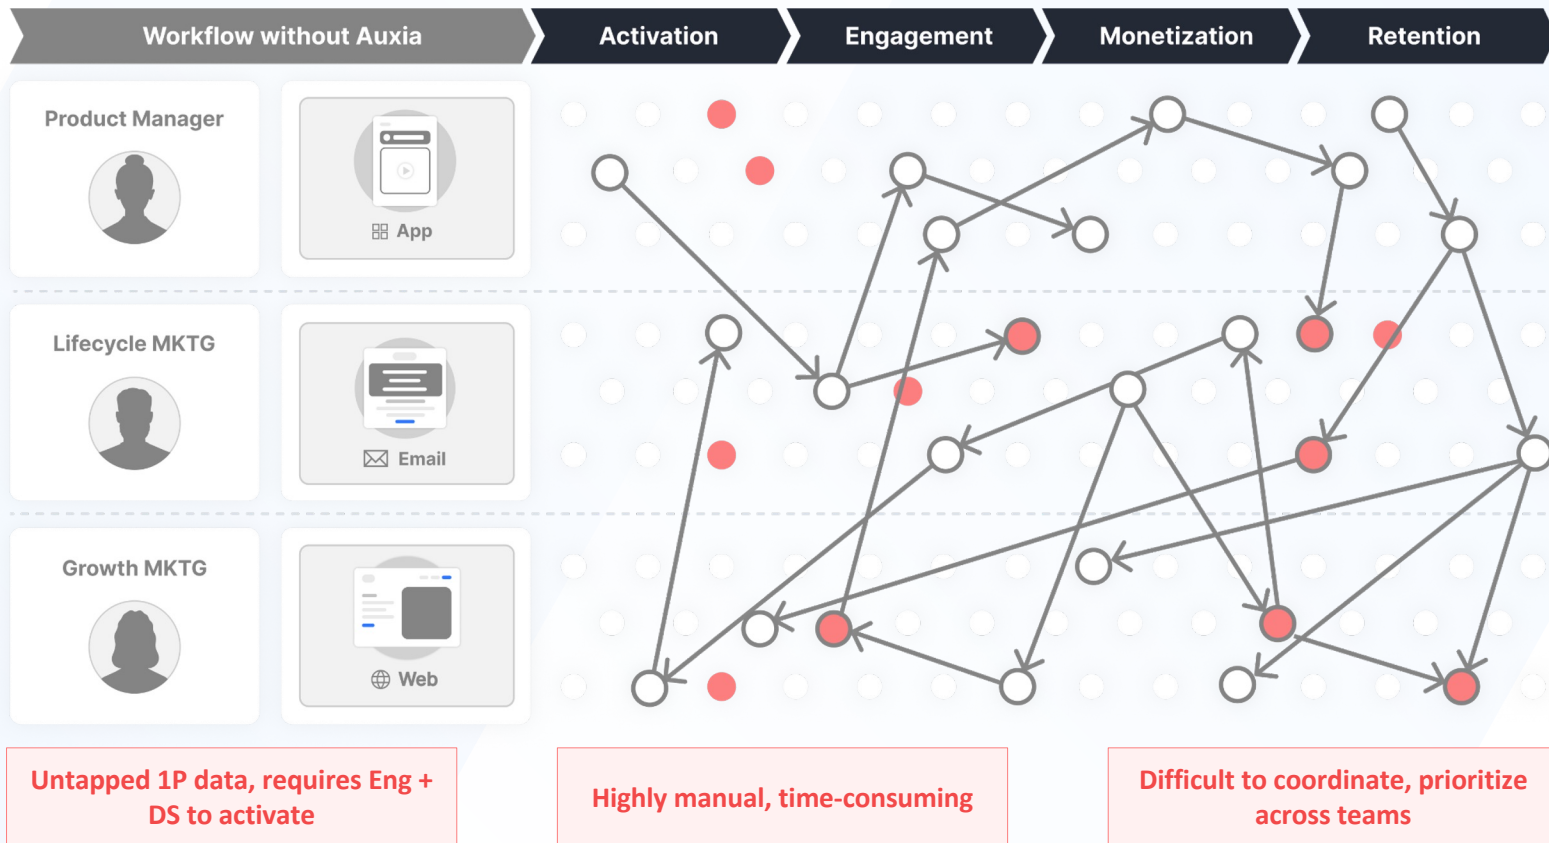 Workflow without Auxia
Activation
Engagement
Monetization
Retention
Product Manager
App
Lifecycle MKTG
Email
Growth MKTG
Web
Untapped 1P data, requires Eng +
DS to activate
Highly manual, time-consuming
Difficult to coordinate, prioritize
across teams